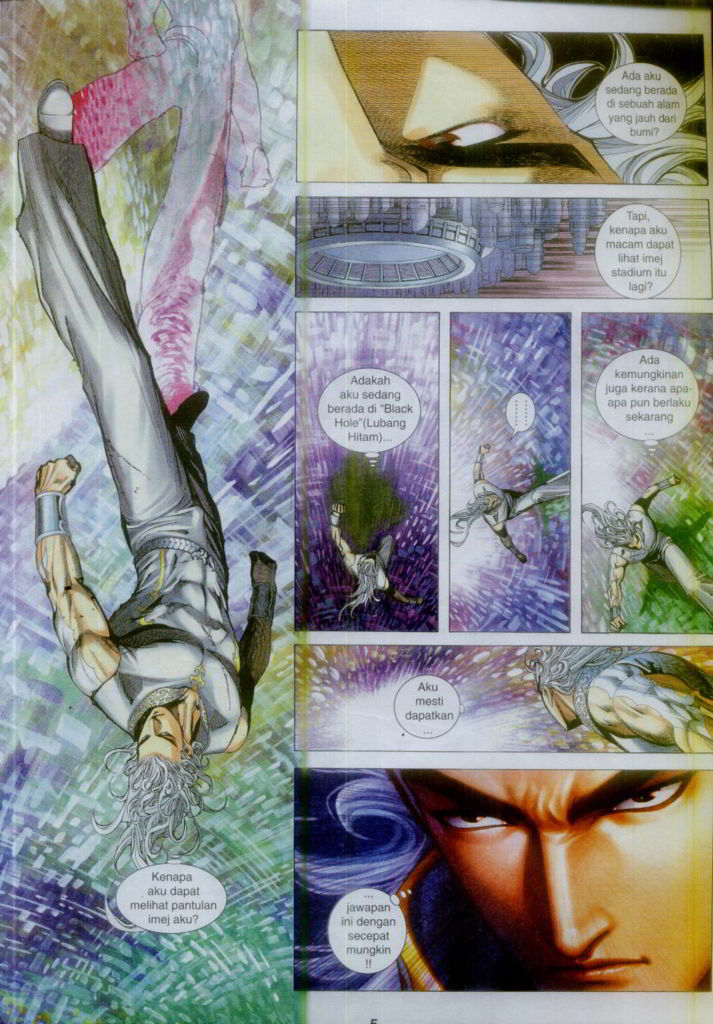 Kenapa
aku dapat
melihat pantulan
imej aku?
Ada aku
sedang berada
di sebuah alam
yang jauh dari
bumi?
Tapi,
kenapa aku
macam dapat
lihat imej
stadium itu
lagi?
Adakah
aku sedang
berada di “Black
Hole”(Lubang
Hitam)...
......
......
Ada
kemungkinan
juga kerana apa-
apa pun berlaku
sekarang
...
Aku
mesti
dapatkan
...
...
jawapan
ini dengan
secepat
mungkin
!!